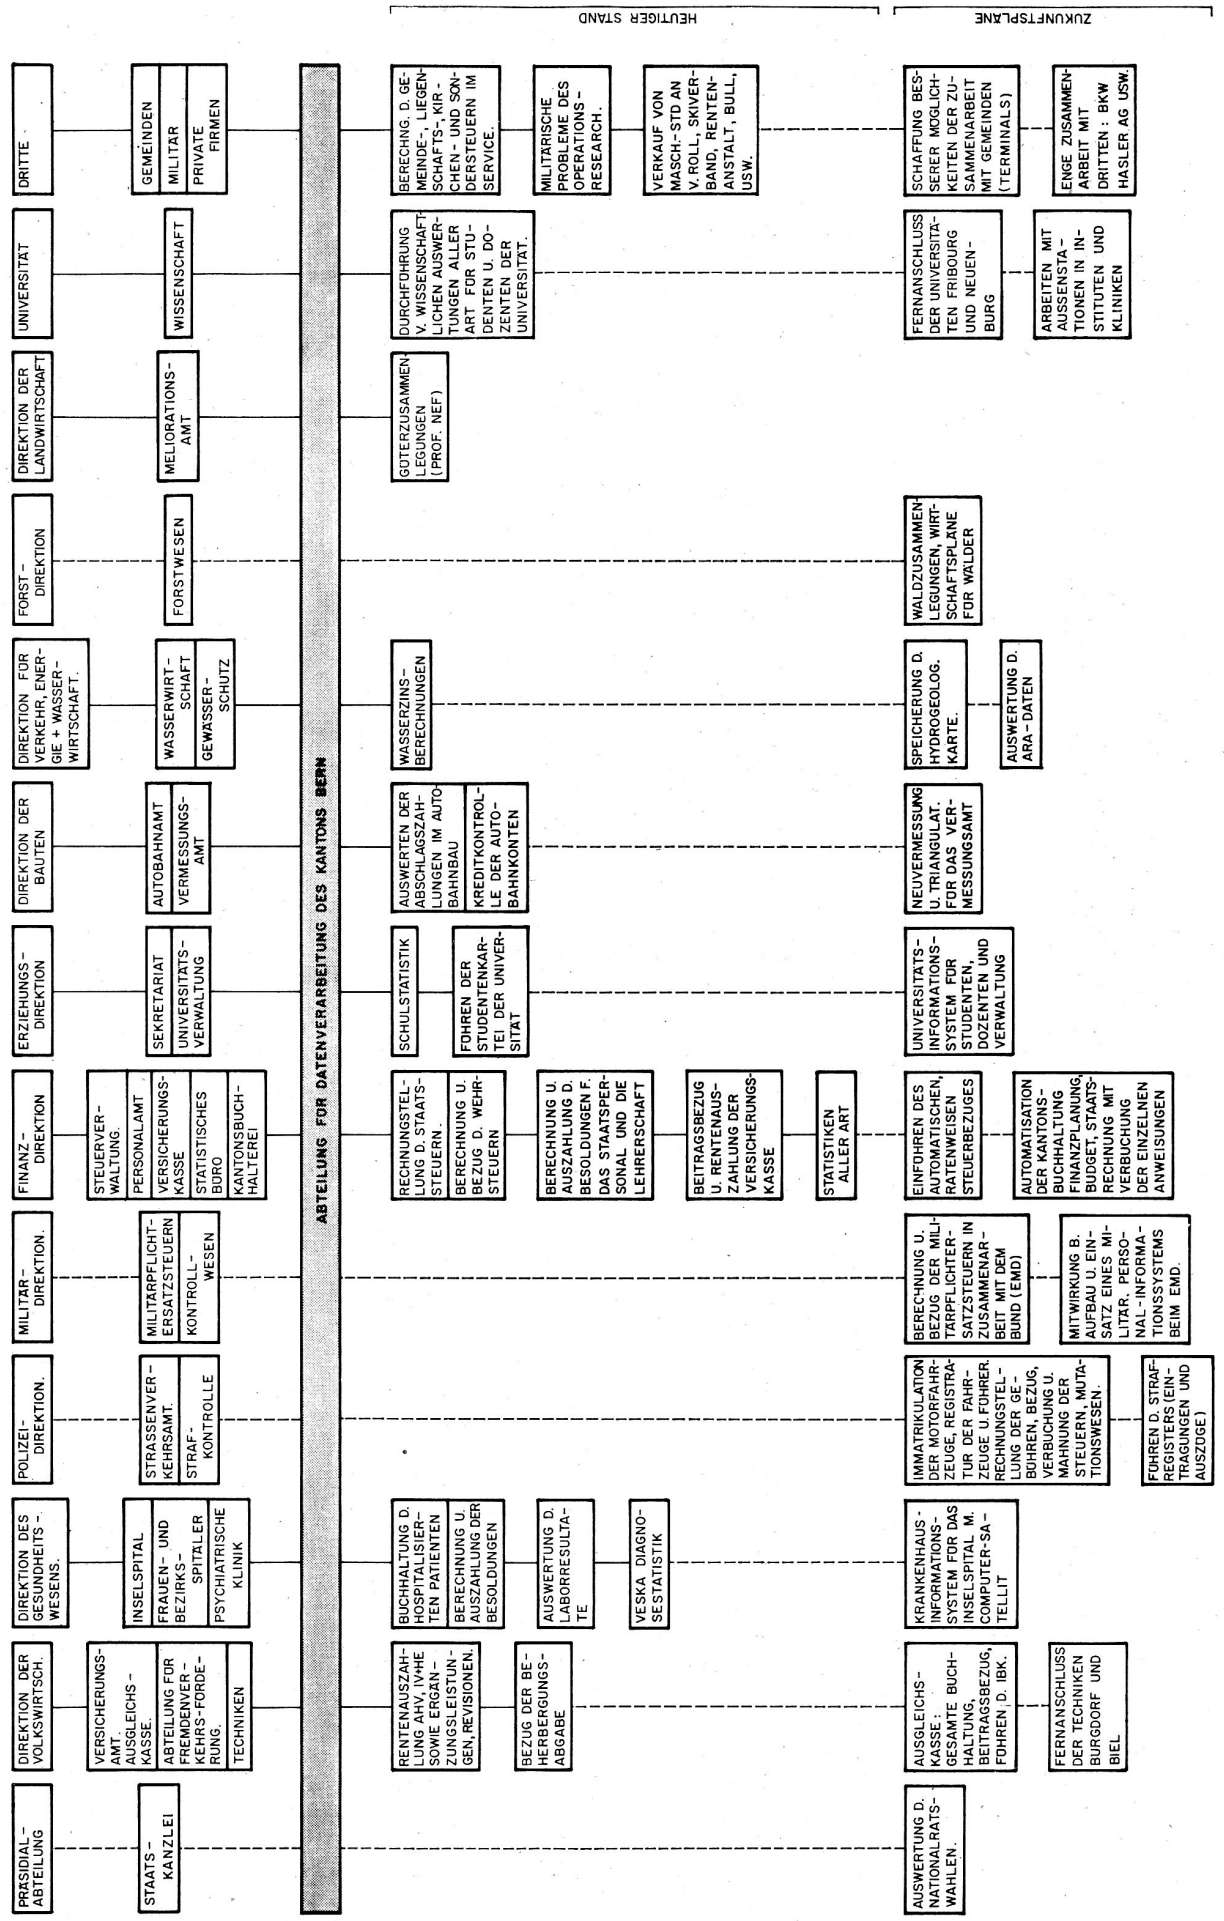 PRÄSIDIAL-
ABTEILUNG
DIREKTION DER
VOLKSWIRTSCH.
DIREKTION DES
GESUNDHEITS-.
WESENS.
POLIZEI-
DIREKTION.
MILITÄR-
DIREKTION.
FINANZ-
DIREKTION
ERZIEHUNGS-
DIREKTION
DIREKTION DER
BAUTEN
DIREKTION FÜR
VERKEHR, ENER-
GIE + WASSER-
WIRTSCHAFT.
FORST-
DIREKTION
DIREKTION DER
LANDWIRTSCHAFT
UNIVERSITÄT
DRITTE
STAATS-
KANZLEI
VERSICHERUNGS-
AMT.
AUSGLEICHS-
KASSE.
ABTEILUNG FÜR
FREMDENVER-
KEHRS-FÖRDE-
RUNG.
TECHNIKEN
INSELSPITAL
FRAUEN- UND
BEZIRKS-
SPITÄLER
PSYCHIATRISCHE
KLINIK
STRASSENVER-
KEHRSAMT.
STRAF-
KONTROLLE
MILITÄRPFLICHT-
ERSATZSTEUERN
KONTROLL-
WESEN
STEUERVER-
WALTUNG.
PERSONALAMT
VERSICHERUNGS-
KASSE
STATISTISCHES
BÜRO
KANTONSBUCH-
HALTEREI
SEKRETARIAT
UNIVERSITÄTS-
VERWALTUNG
AUTOBAHNAMT
VERMESSUNGS-
AMT
WASSERWIRT-
SCHAFT
GEWÄSSER-
SCHUTZ
FORSTWESEN
MELIORATIONS-
AMT
WISSENSCHAFT
GEMEINDEN
MILITÄR
PRIVATE
FIRMEN
ABTEILUNG FÜR DATENVERARBEITUNG DES KANTONS BERN
RENTENAUSZAH-
LUNG AHV, IV+HE
SOWIE ERGÄN-
ZUNGSLEISTUN-
GEN, REVISIONEN.
BEZUG DER BE-
HERBERGUNGS-
ABGABE
BUCHHALTUNG D.
HOSPITALISIER-
TEN PATIENTEN
BERECHNUNG U.
AUSZAHLUNG DER
BESOLDUNGEN
AUSWERTUNG D.
LABORRESULTA-
TE
VESKA DIAGNO-
SESTATISTIK
RECHNUNGSTEL-
LUNG D. STAATS-
STEUERN.
BERECHNUNG U.
BEZUG D. WEHR-
STEUERN
BERECHNUNG U.
AUSZAHLUNG D.
BESOLDUNGEN F.
DAS STAATSPER-
SONAL UND DIE
LEHRERSCHAFT
BEITRAGSBEZUG
U. RENTENAUS-
ZAHLUNG DER
VERSICHERUNGS-
KASSE
STATISTIKEN
ALLER ART
SCHULSTATISTIK
FÜHREN DER
STUDENTENKAR-
TEI DER UNIVER-
SITÄT
AUSWERTEN DER
ABSCHLAGSZAH-
LUNGEN IM AUTO-
BAHNBAU
KREDITKONTROL-
LE DER AUTO-
BAHNKONTEN
WASSERZINS-
BERECHNUNGEN
GÜTERZUSAMMEN
LEGUNGEN
(PROF. NEF)
DURCHFÜHRUNG
V. WISSENSCHAFT-
LICHEN AUSWER-
TUNGEN ALLER
ART FÜR STU-
DENTEN U. DO-
ZENTEN DER
UNIVERSITÄT.
BERECHNG. D. GE-
MEINDE-, LIEGEN-
SCHAFTS-, KIR-
CHEN- UND SON-
DERSTEUERN IM
SERVICE.
MILITÄRISCHE
PROBLEME DES
OPERATIONS-
RESEARCH.
VERKAUF VON
MASCH.-STD AN
V. ROLL, SKIVER-
BAND, RENTEN-
ANSTALT, BULL,
USW.
HEUTIGER STAND
AUSWERTUNG D.
NATIONALRATS-
WAHLEN.
AUSGLEICHS-
KASSE:
GESAMTE BUCH-
HALTUNG,
BEITRAGSBEZUG,
FÜHREN D. IBK.
FERNANSCHLUSS
DER TECHNIKEN
BURGDORF UND
BIEL
KRANKENHAUS-
INFORMATIONS-
SYSTEM FÜR DAS
INSELSPITAL M.
COMPUTER-SA-
TELLIT
IMMATRIKULATION
DER MOTORFAHR-
ZEUGE, REGISTRA-
TUR DER FAHR-
ZEUGE U. FÜHRER.
RECHNUNGSTEL-
LUNG DER GE-
BÜHREN, BEZUG,
VERBUCHUNG U.
MAHNUNG DER
STEUERN, MUTA-
TIONSWESEN.
FÜHREN D. STRAF-
REGISTERS (EIN-
TRAGUNGEN UND
AUSZÜGE)
BERECHNUNG U.
BEZUG DER MILI-
TÄRPFLICHTER-
SATZSTEUERN IN
ZUSAMMENAR-
BEIT MIT DEM
BUND (EMD)
MITWIRKUNG B.
AUFBAU U. EIN-
SATZ EINES MI-
LITÄR. PERSO-
NAL-INFORMA-
TIONSSYSTEMS
BEIM EMD.
EINFÜHREN DES
AUTOMATISCHEN,
RATENWEISEN
STEUERBEZUGES
AUTOMATISATION
DER KANTONS-
BUCHHALTUNG
FINANZPLANUNG,
BUDGET, STAATS-
RECHNUNG MIT
VERBUCHUNG
DER EINZELNEN
ANWEISUNGEN
UNIVERSITÄTS-
INFORMATIONS-
SYSTEM FÜR
STUDENTEN,
DOZENTEN UND
VERWALTUNG
NEUVERMESSUNG
U. TRIANGULAT.
FÜR DAS VER-
MESSUNGSAMT
SPEICHERUNG D.
HYDROGEOLOG.
KARTE.
AUSWERTUNG D.
ARA-DATEN
WALDZUSAMMEN-
LEGUNGEN, WIRT-
SCHAFTSPLÄNE
FÜR WÄLDER
FERNANSCHLUSS
DER UNIVERSITÄ-
TEN FRIBOURG
UND NEUEN-
BURG
ARBEITEN MIT
AUSSENSTA-
TIONEN IN IN-
STITUTEN UND
KLINIKEN
SCHAFFUNG BES-
SERER MÖGLICH-
KEITEN DER ZU-
SAMMENARBEIT
MIT GEMEINDEN
(TERMINALS)
ENGE ZUSAMMEN-
ARBEIT MIT
DRITTEN: BKW
HASLER AG USW.
ZUKUNFTSPLÄNE